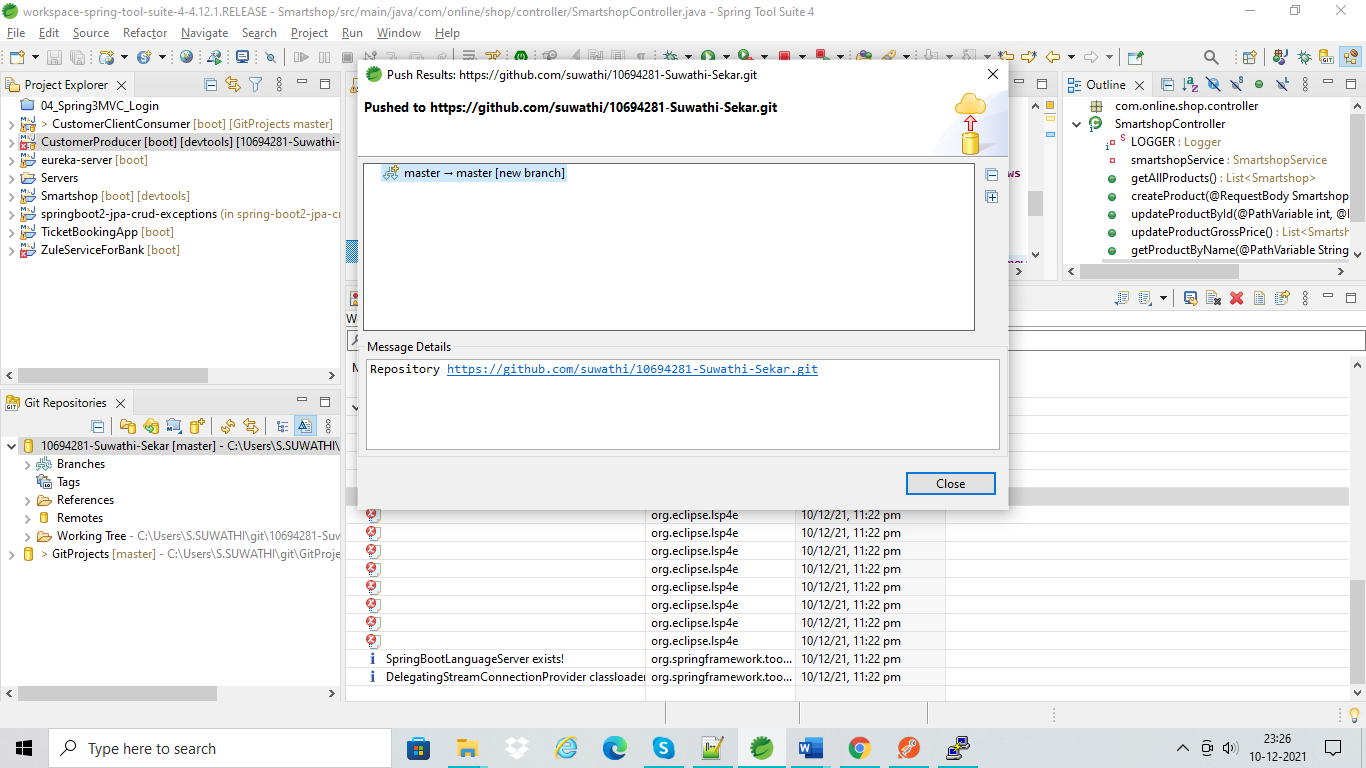 workspace-spring-tool-suite-4-4.12.1.RELEASE - Smartshop/src/main/java/com/online/shop/controller/SmartshopController.java - Spring Tool Suite 4
File Edit Source Refactor Navigate Search Project Run Window Help
Project Explorer
04_Spring3MVC_Login
> CustomerClientConsumer [boot] [GitProjects master]
CustomerProducer [boot] [devtools] [10694281-Suwathi-
eureka-server [boot]
Servers
Smartshop [boot] [devtools]
springboot2-jpa-crud-exceptions (in spring-boot2-jpa-cr
TicketBookingApp [boot]
ZuleServiceForBank [boot]
Git Repositories
10694281-Suwathi-Sekar [master] - C:\Users\S.SUWATHI\
Branches
Tags
References
Remotes
Working Tree - C:\Users\S.SUWATHI\git\10694281-Suw
> GitProjects [master] - C:\Users\S.SUWATHI\git\GitProje
Push Results: https://github.com/suwathi/10694281-Suwathi-Sekar.git
Pushed to https://github.com/suwathi/10694281-Suwathi-Sekar.git
master → master [new branch]
Message Details
Repository https://github.com/suwathi/10694281-Suwathi-Sekar.git
Close
Outline
com.online.shop.controller
SmartshopController
LOGGER : Logger
smartshopService : SmartshopService
getAllProducts() : List<Smartshop>
createProduct(@RequestBody Smartshop
updateProductById(@PathVariable int, @
updateProductGrossPrice() : List<Smartsh
getProductByName(@PathVariable String
org.eclipse.lsp4e 10/12/21, 11:22 pm
org.eclipse.lsp4e 10/12/21, 11:22 pm
org.eclipse.lsp4e 10/12/21, 11:22 pm
org.eclipse.lsp4e 10/12/21, 11:22 pm
org.eclipse.lsp4e 10/12/21, 11:22 pm
org.eclipse.lsp4e 10/12/21, 11:22 pm
org.eclipse.lsp4e 10/12/21, 11:22 pm
org.eclipse.lsp4e 10/12/21, 11:22 pm
SpringBootLanguageServer exists! org.springframework.too... 10/12/21, 11:22 pm
DelegatingStreamConnectionProvider classloader org.springframework.too... 10/12/21, 11:22 pm
Type here to search
23:26
10-12-2021